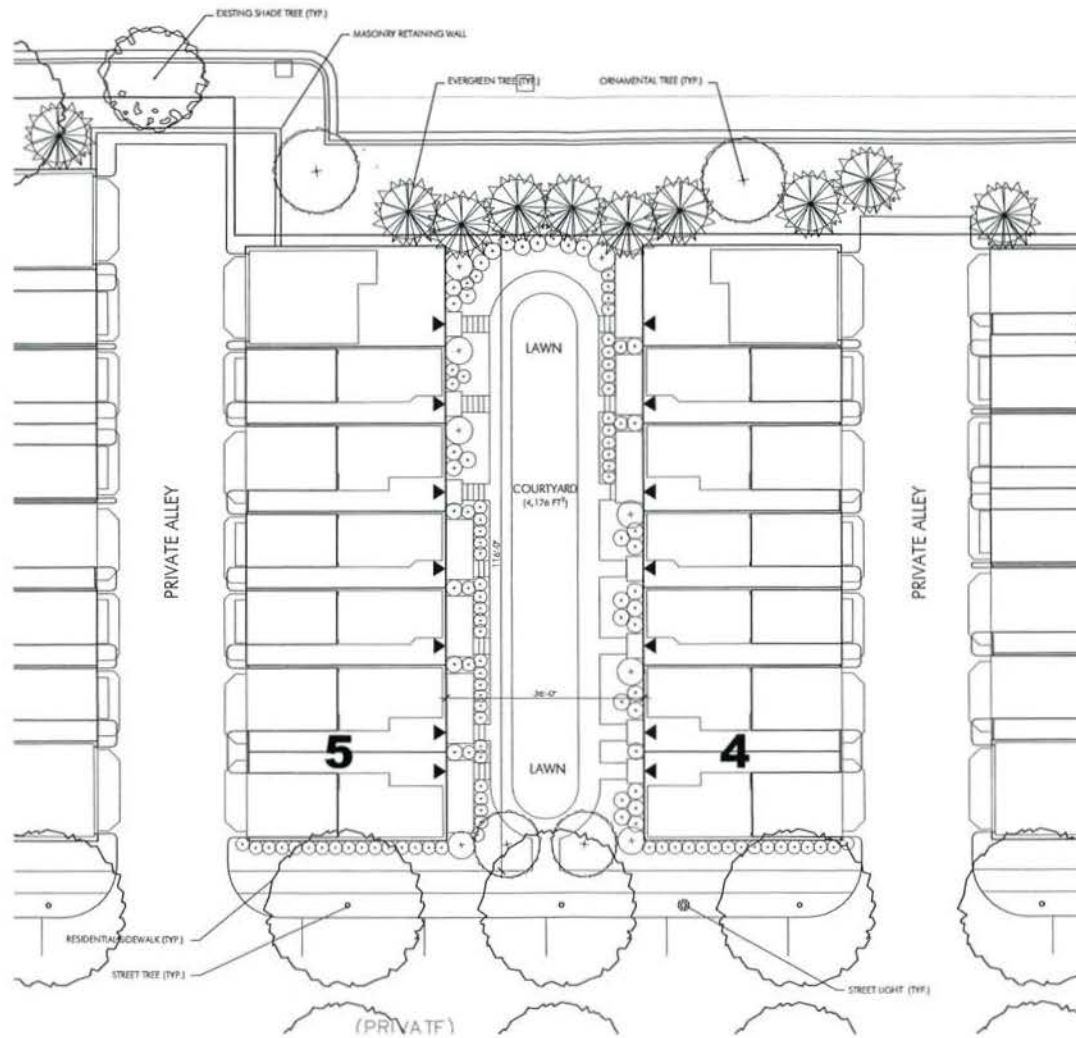 EXISTING SHADE TREE (TYP.)
MASONRY RETAINING WALL
EVERGREEN TREE (TYP.)
ORNAMENTAL TREE (TYP.)
LAWN
COURTYARD
(4,176 FT²)
PRIVATE ALLEY
PRIVATE ALLEY
116'-0"
36'-0"
5
4
LAWN
RESIDENTIAL SIDEWALK (TYP.)
STREET TREE (TYP.)
STREET LIGHT (TYP.)
(PRIVATE)